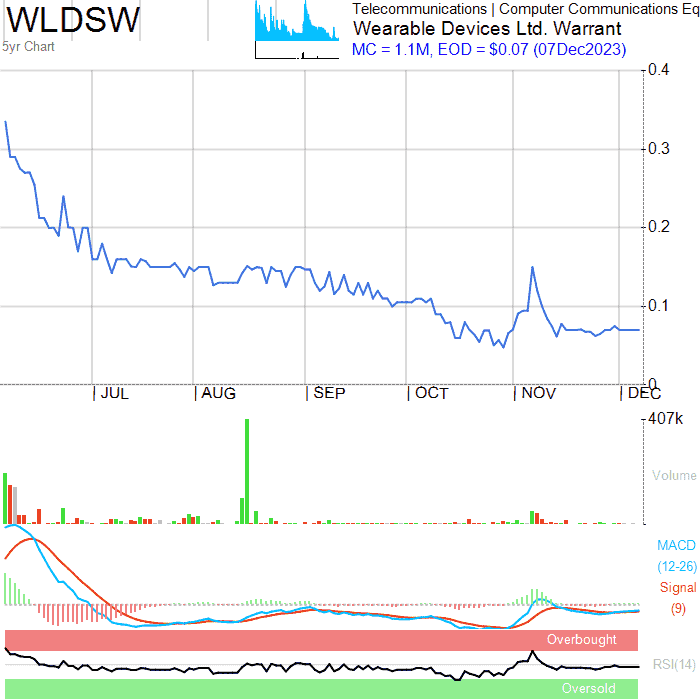 WLDSW
5yr Chart
Telecommunications | Computer Communications Eq
Wearable Devices Ltd. Warrant
MC = 1.1M, EOD = $0.07 (07Dec2023)
0.4
0.3
0.2
0.1
0
JUL
AUG
SEP
OCT
NOV
DEC
407k
Volume
MACD
(12-26)
Signal
(9)
Overbought
RSI(14)
Oversold